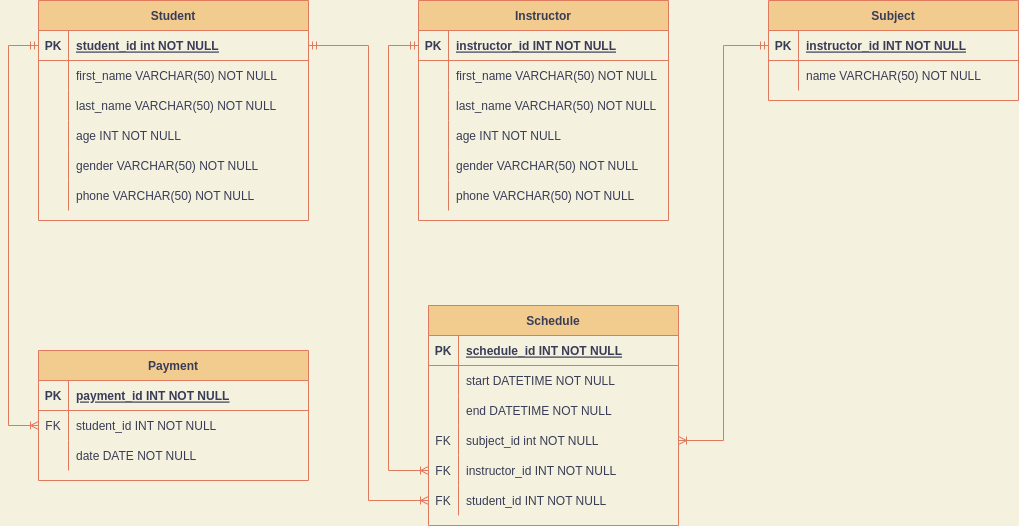 Student
PK student_id int NOT NULL
first_name VARCHAR(50) NOT NULL
last_name VARCHAR(50) NOT NULL
age INT NOT NULL
gender VARCHAR(50) NOT NULL
phone VARCHAR(50) NOT NULL
Instructor
PK instructor_id INT NOT NULL
first_name VARCHAR(50) NOT NULL
last_name VARCHAR(50) NOT NULL
age INT NOT NULL
gender VARCHAR(50) NOT NULL
phone VARCHAR(50) NOT NULL
Subject
PK instructor_id INT NOT NULL
name VARCHAR(50) NOT NULL
Payment
PK payment_id INT NOT NULL
FK student_id INT NOT NULL
date DATE NOT NULL
Schedule
PK schedule_id INT NOT NULL
start DATETIME NOT NULL
end DATETIME NOT NULL
FK subject_id int NOT NULL
FK instructor_id INT NOT NULL
FK student_id INT NOT NULL